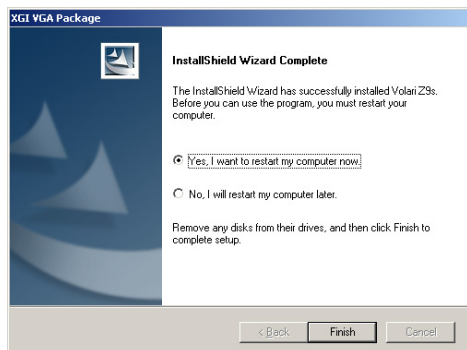 XGI VGA Package
InstallShield Wizard Complete
The InstallShield Wizard has successfully installed Volari Z9s.
Before you can use the program, you must restart your
computer.
Yes, I want to restart my computer now.
No, I will restart my computer later.
Remove any disks from their drives, and then click Finish to
complete setup.
< Back
Finish
Cancel